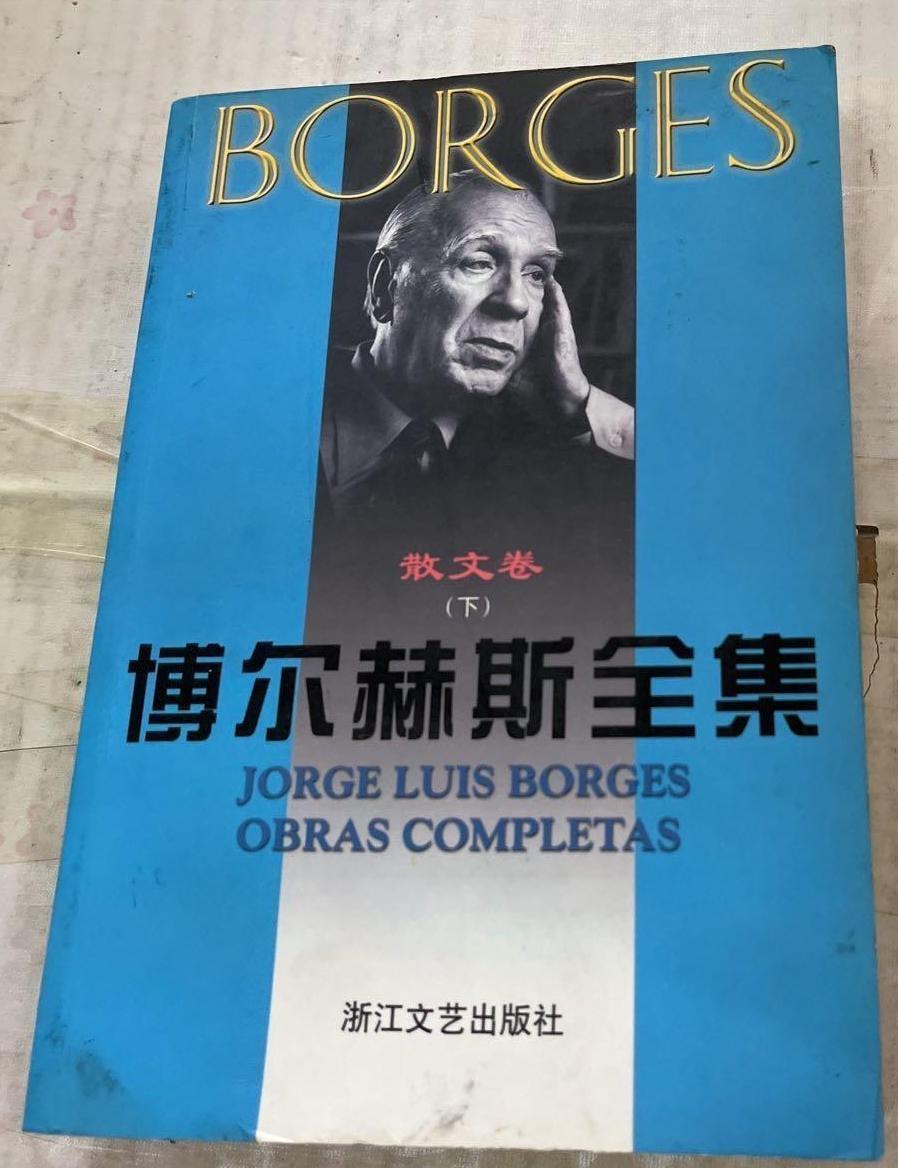 BORGES
散文卷
(下)
博尔赫斯全集
JORGE LUIS BORGES
OBRAS COMPLETAS
浙江文艺出版社